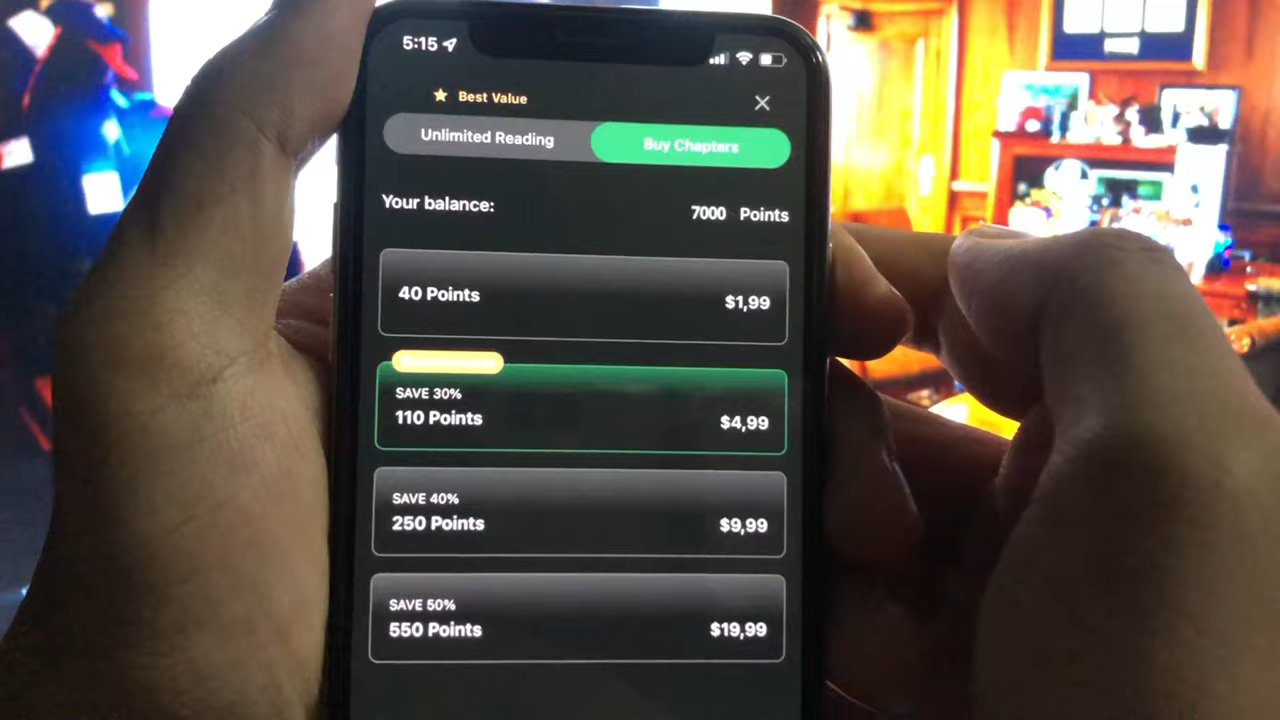 5:15
Best Value
Unlimited Reading
Buy Chapters
Your balance:
7000 Points
40 Points
$1,99
SAVE 30%
110 Points
$4,99
SAVE 40%
250 Points
$9,99
SAVE 50%
550 Points
$19,99